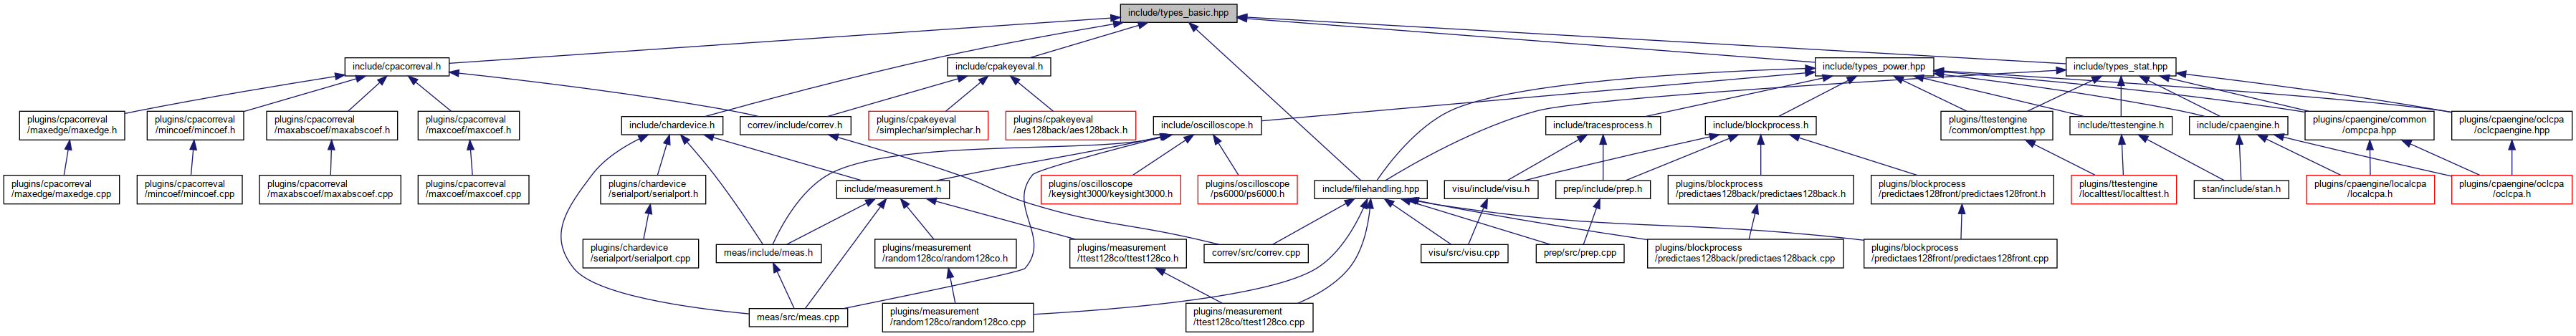 include/types_basic.hpp
include/cpacorreval.h
include/cpakeyeval.h
include/types_power.hpp
include/types_stat.hpp
plugins/cpacorreval
/maxedge/maxedge.h
plugins/cpacorreval
/mincoef/mincoef.h
plugins/cpacorreval
/maxabscoef/maxabscoef.h
plugins/cpacorreval
/maxcoef/maxcoef.h
include/chardevice.h
correv/include/correv.h
plugins/cpakeyeval
/simplechar/simplechar.h
plugins/cpakeyeval
/aes128back/aes128back.h
include/oscilloscope.h
include/tracesprocess.h
include/blockprocess.h
plugins/ttestengine
/common/ompttest.hpp
include/ttestengine.h
include/cpaengine.h
plugins/cpaengine/common
/ompcpa.hpp
plugins/cpaengine/oclcpa
/oclcpaengine.hpp
plugins/cpacorreval
/maxedge/maxedge.cpp
plugins/cpacorreval
/mincoef/mincoef.cpp
plugins/cpacorreval
/maxabscoef/maxabscoef.cpp
plugins/cpacorreval
/maxcoef/maxcoef.cpp
plugins/chardevice
/serialport/serialport.h
include/measurement.h
plugins/oscilloscope
/keysight3000/keysight3000.h
plugins/oscilloscope
/ps6000/ps6000.h
include/filehandling.hpp
visu/include/visu.h
prep/include/prep.h
plugins/blockprocess
/predictaes128back/predictaes128back.h
plugins/blockprocess
/predictaes128front/predictaes128front.h
plugins/ttestengine
/localttest/localttest.h
stan/include/stan.h
plugins/cpaengine/localcpa
/localcpa.h
plugins/cpaengine/oclcpa
/oclcpa.h
plugins/chardevice
/serialport/serialport.cpp
meas/include/meas.h
plugins/measurement
/random128co/random128co.h
plugins/measurement
/ttest128co/ttest128co.h
correv/src/correv.cpp
visu/src/visu.cpp
prep/src/prep.cpp
plugins/blockprocess
/predictaes128back/predictaes128back.cpp
plugins/blockprocess
/predictaes128front/predictaes128front.cpp
meas/src/meas.cpp
plugins/measurement
/random128co/random128co.cpp
plugins/measurement
/ttest128co/ttest128co.cpp